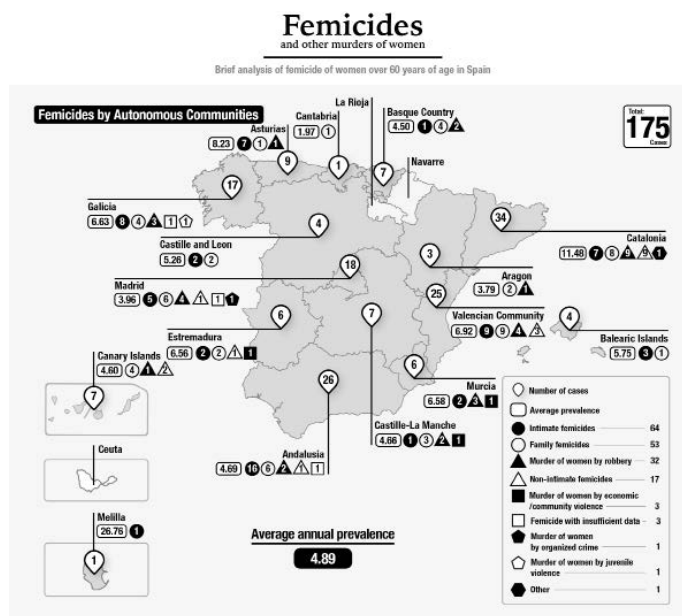 Femicides
and other murders of women
Brief analysis of femicide of women over 60 years of age in Spain
Femicides by Autonomous Communities
Total:
175
Cases
La Rioja
Cantabria
1.97 1
Basque Country
4.50 1 4 2
Asturias
8.23 7 1 1
Navarre
9
1
7
17
34
Galicia
6.63 8 4 3 1 1
4
Catalonia
11.48 7 8 9 9 1
Castille and Leon
5.26 2 2
3
18
Aragon
3.79 2 1
Madrid
3.96 5 6 4 1 1 1
25
Valencian Community
6.92 9 9 4 3
6
7
4
Balearic Islands
5.75 3 1
Estremadura
6.56 2 2 1 1
Canary Islands
4.60 4 1 2
7
26
6
Murcia
6.58 2 3 1
Castille-La Manche
4.66 1 3 2 1
Ceuta
Andalusia
4.69 16 6 2 1 1
Melilla
26.76 1
1
Average annual prevalence
4.89
Number of cases
Average prevalence
Intimate femicides 64
Family femicides 53
Murder of women by robbery 32
Non-intimate femicides 17
Murder of women by economic
/community violence 3
Femicide with insufficient data 3
Murder of women
by organized crime 1
Murder of women by juvenile
violence 1
Other 1